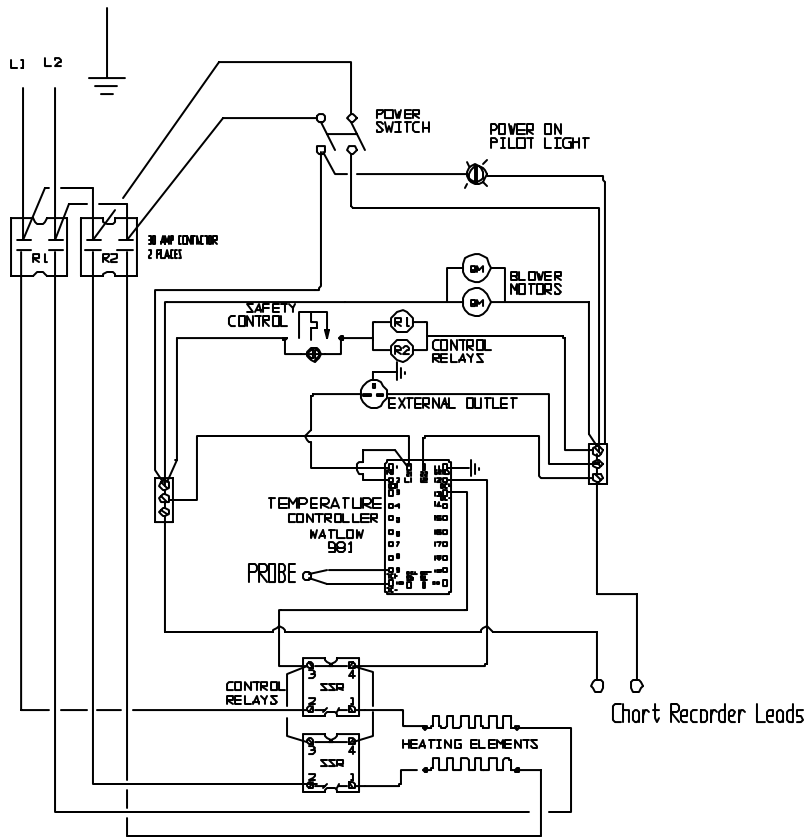 L1 L2
POWER
SWITCH
POWER ON
PILOT LIGHT
30 AMP CONTACTOR
2 PLACES
R1
R2
BM
BM
BLOWER
MOTORS
SAFETY
CONTROL
R1
R2
CONTROL
RELAYS
EXTERNAL OUTLET
TEMPERATURE
CONTROLLER
WATLOW
981
PROBE
CONTROL
RELAYS
3 4
SSR
2 1
3 4
SSR
2 1
HEATING ELEMENTS
Chart Recorder Leads